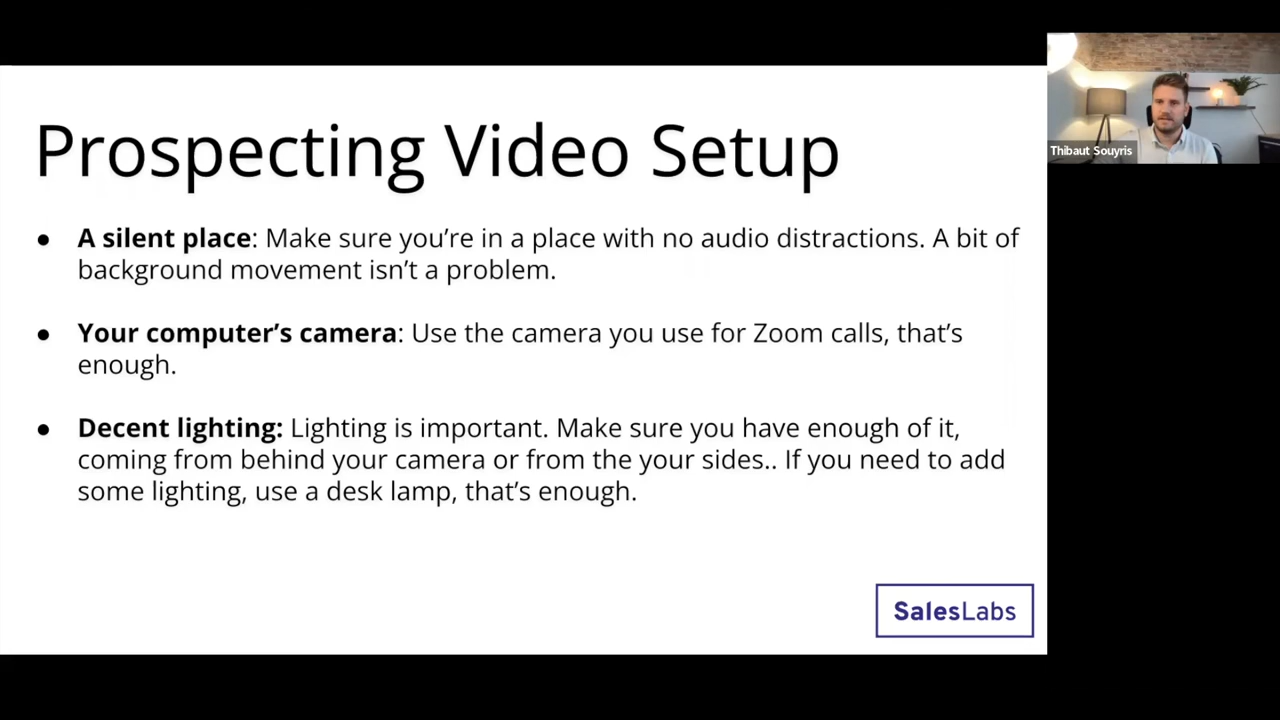 Prospecting Video Setup
● A silent place: Make sure you’re in a place with no audio distractions. A bit of
background movement isn’t a problem.
● Your computer’s camera: Use the camera you use for Zoom calls, that’s
enough.
● Decent lighting: Lighting is important. Make sure you have enough of it,
coming from behind your camera or from the your sides.. If you need to add
some lighting, use a desk lamp, that’s enough.
SalesLabs
Thibaut Souyris